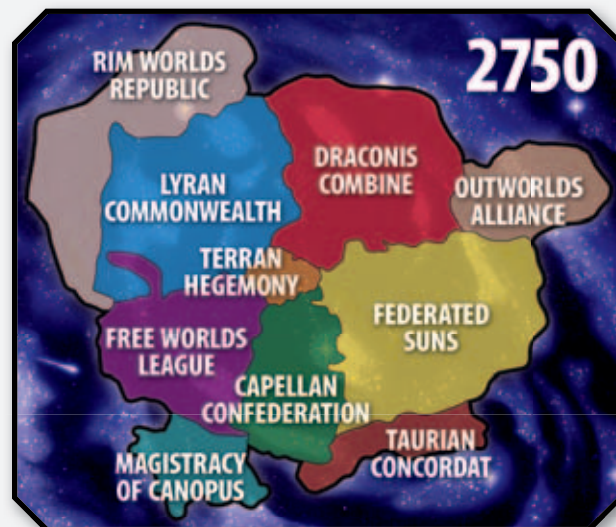 2750
RIM WORLDS
REPUBLIC
LYRAN
COMMONWEALTH
DRACONIS
COMBINE
OUTWORLDS
ALLIANCE
TERRAN
HEGEMONY
FREE WORLDS
LEAGUE
FEDERATED
SUNS
CAPELLAN
CONFEDERATION
MAGISTRACY
OF CANOPUS
TAURIAN
CONCORDAT